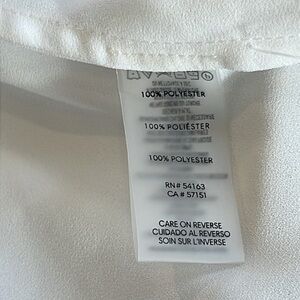 100% POLYESTER
100% POLIÉSTER
100% POLYESTER
RN# 54163
CA# 57151
CARE ON REVERSE
CUIDADO AL REVERSO
SOIN SUR L'INVERSE